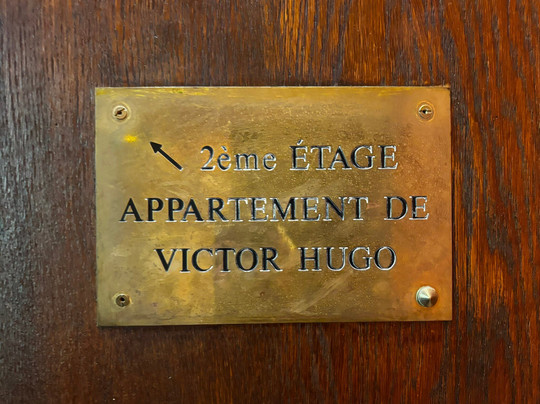 2ème ÉTAGE
APPARTEMENT DE
VICTOR HUGO